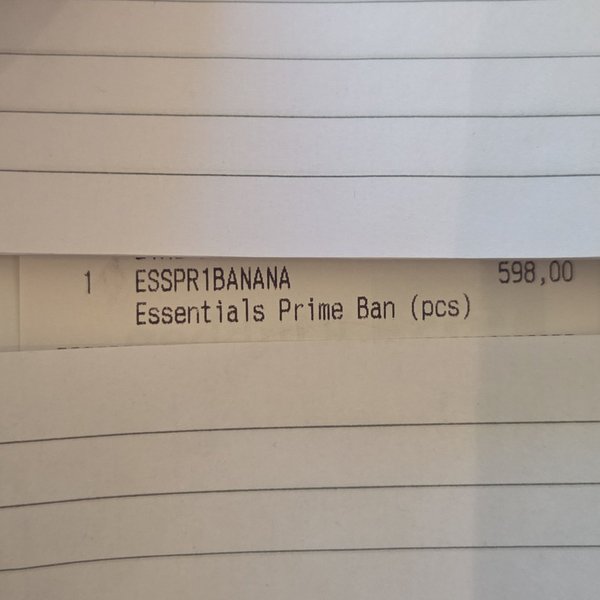 1 ESSPR1BANANA 598,00
Essentials Prime Ban (pcs)